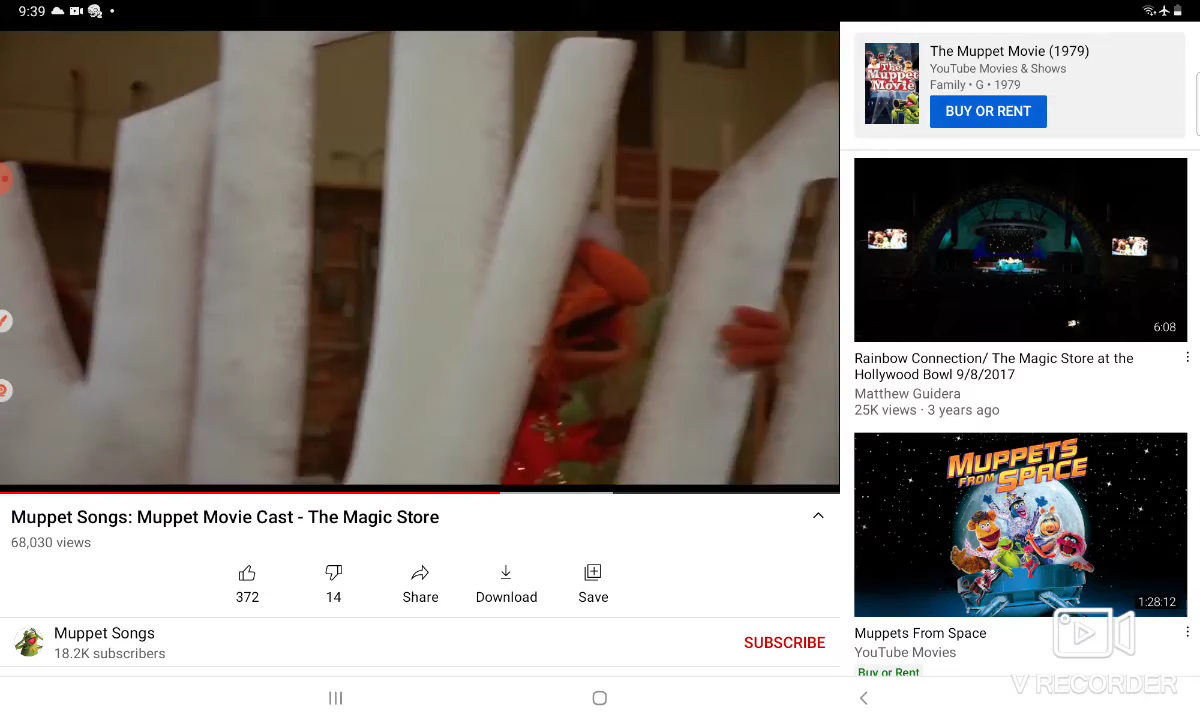 9:39
The Muppet Movie (1979)
YouTube Movies & Shows
Family • G • 1979
BUY OR RENT
The
Muppet
Movie
6:08
Rainbow Connection/ The Magic Store at the
Hollywood Bowl 9/8/2017
Matthew Guidera
25K views · 3 years ago
MUPPETS
FROM SPACE
1:28:12
Muppets From Space
YouTube Movies
Buy or Rent
Muppet Songs: Muppet Movie Cast - The Magic Store
68,030 views
372
14
Share
Download
Save
Muppet Songs
18.2K subscribers
SUBSCRIBE
V RECORDER